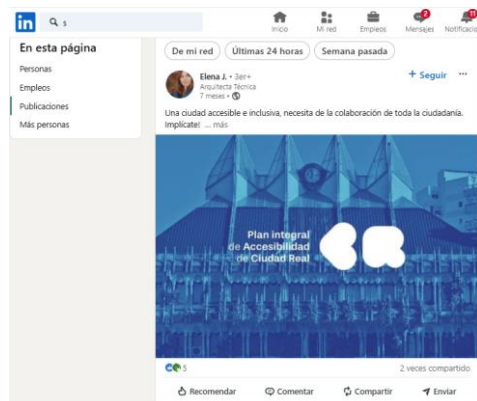 in
s
Inicio
Mi red
Empleos
2
Mensajes
11
Notificacio
En esta página
Personas
Empleos
Publicaciones
Más personas
De mi red
Últimas 24 horas
Semana pasada
Elena J. • 3er+
Arquitecta Técnica
7 meses •
+ Seguir
Una ciudad accesible e inclusiva, necesita de la colaboración de toda la ciudadanía.
Implícate! ... más
Plan integral
de Accesibilidad
de Ciudad Real
5
2 veces compartido
Recomendar
Comentar
Compartir
Enviar